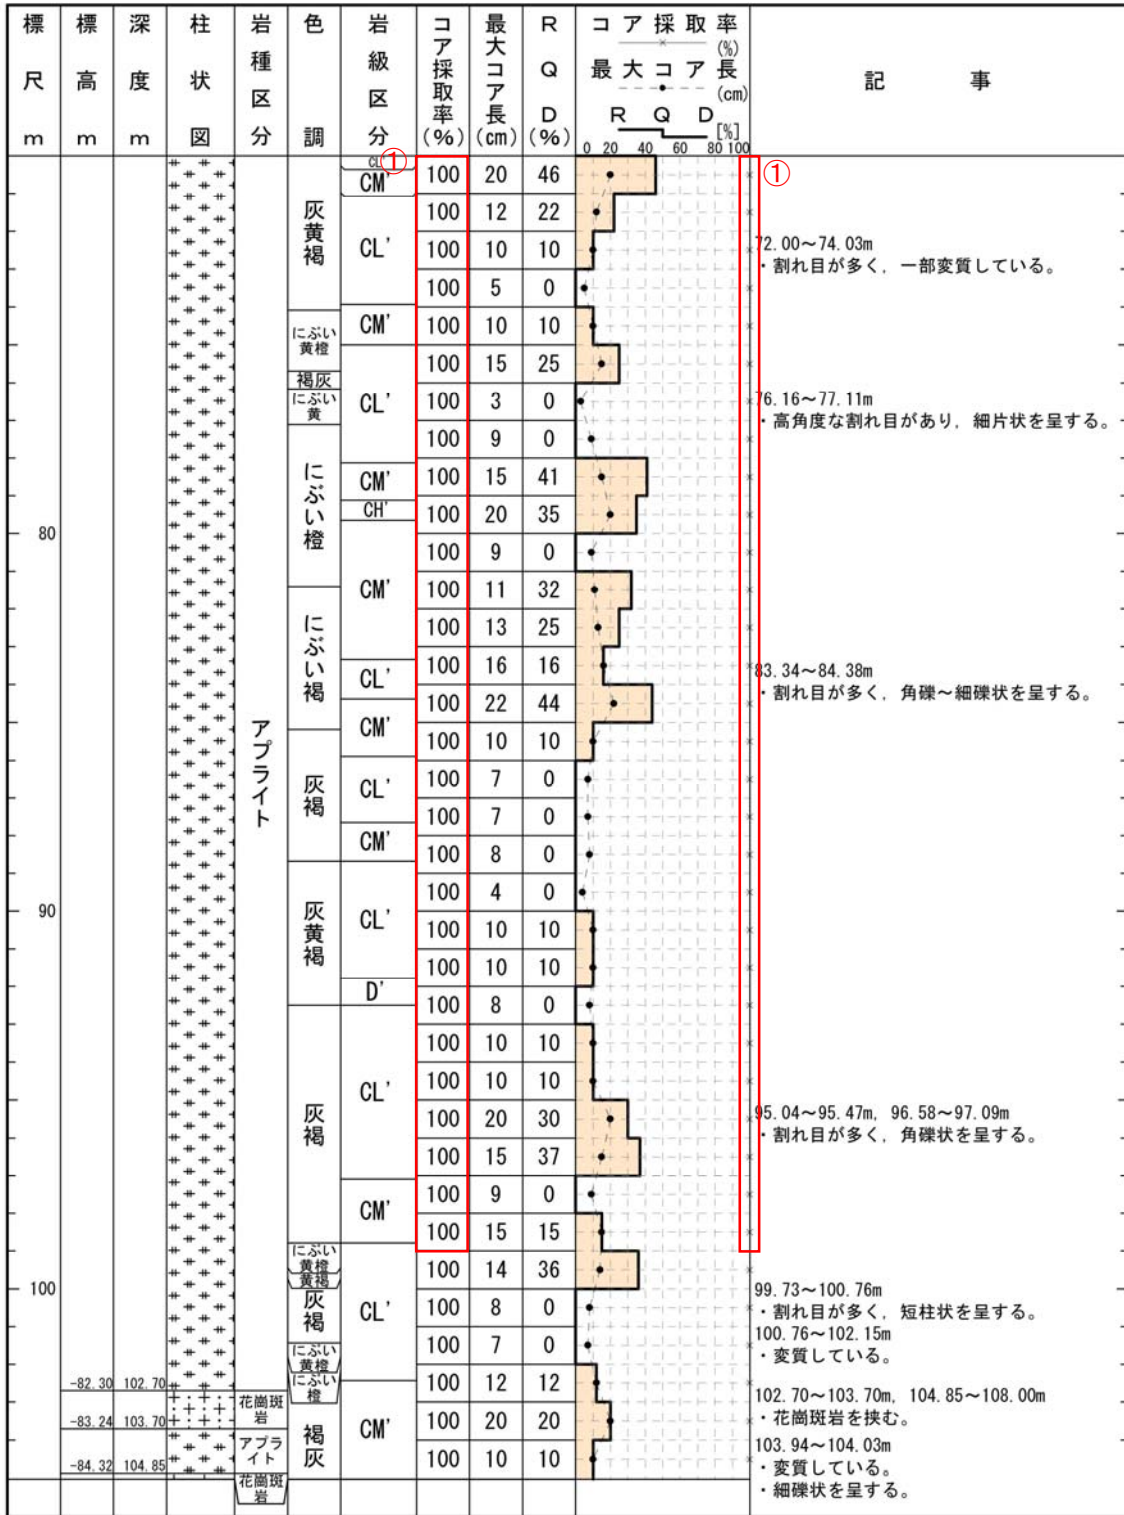 標尺m
標高m
深度m
柱状図
岩種区分
色調
岩級区分
コア採取率(%)
最大コア長(cm)
RQD(%)
コア採取率
(%)
最大コア長
(cm)
RQD
[%]
0 20 40 60 80 100
記事
① ①
CL'
CM' 100 20 46
灰黄褐
100 12 22
CL' 100 10 10
72.00～74.03m
・割れ目が多く，一部変質している。
100 5 0
にぶい黄橙
CM' 100 10 10
100 15 25
褐灰
にぶい黄
CL' 100 3 0
76.16～77.11m
・高角度な割れ目があり，細片状を呈する。
100 9 0
にぶい橙
CM' 100 15 41
CH' 100 20 35
80
100 9 0
CM' 100 11 32
にぶい褐
100 13 25
CL' 100 16 16
83.34～84.38m
・割れ目が多く，角礫～細礫状を呈する。
100 22 44
アプライト
CM' 100 10 10
灰褐
CL' 100 7 0
100 7 0
CM' 100 8 0
100 4 0
90
灰黄褐
CL' 100 10 10
100 10 10
D' 100 8 0
100 10 10
CL' 100 10 10
灰褐
100 20 30
95.04～95.47m，96.58～97.09m
・割れ目が多く，角礫状を呈する。
100 15 37
100 9 0
CM' 100 15 15
にぶい黄橙
100 14 36
黄褐
100
99.73～100.76m
・割れ目が多く，短柱状を呈する。
灰褐
CL' 100 8 0
100.76～102.15m
・変質している。
100 7 0
にぶい黄橙
にぶい橙
100 12 12
-82.30 102.70
102.70～103.70m，104.85～108.00m
・花崗斑岩を挟む。
花崗斑岩
CM' 100 20 20
-83.24 103.70
褐灰
103.94～104.03m
・変質している。
・細礫状を呈する。
アプライト
100 10 10
-84.32 104.85
花崗斑岩